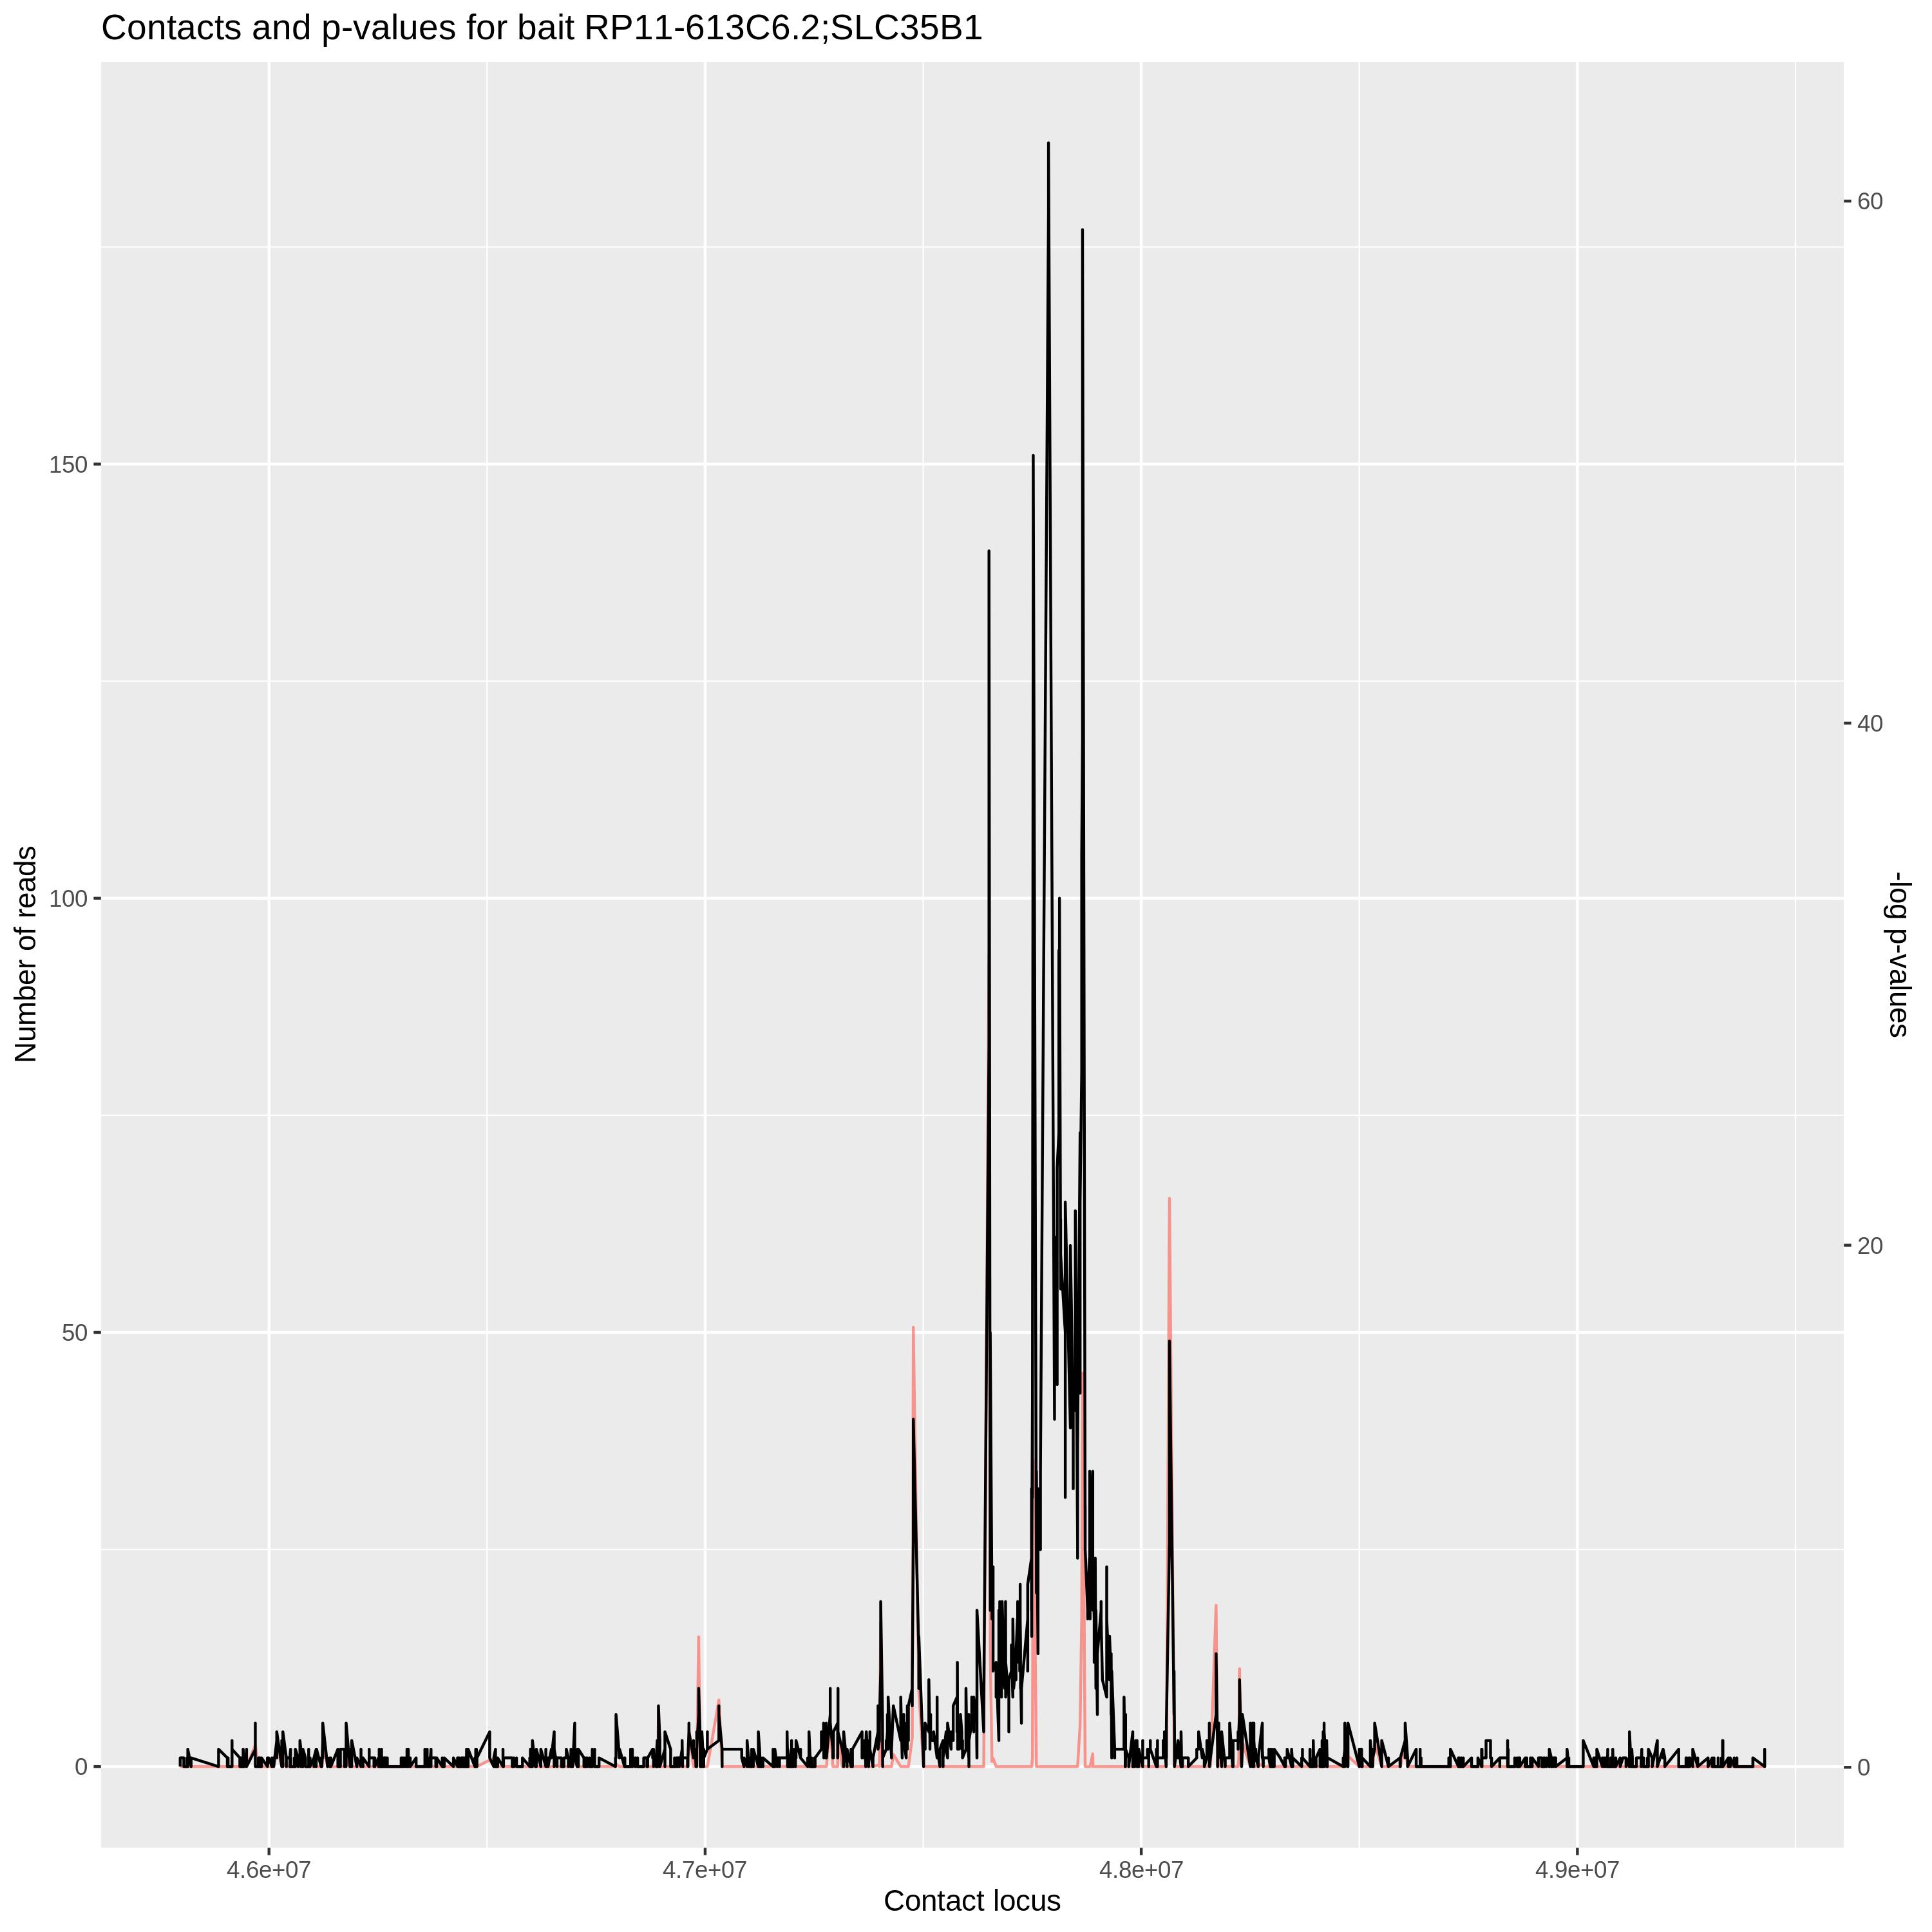 Contacts and p-values for bait RP11-613C6.2;SLC35B1
Number of reads
150
100
50
0
60
40
20
0
-log p-values
4.6e+07
4.7e+07
4.8e+07
4.9e+07
Contact locus